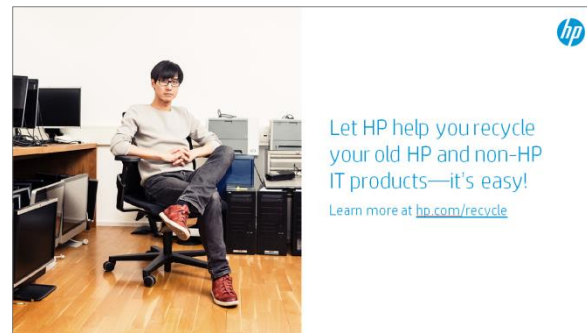 hp
Let HP help you recycle
your old HP and non-HP
IT products—it's easy!
Learn more at hp.com/recycle